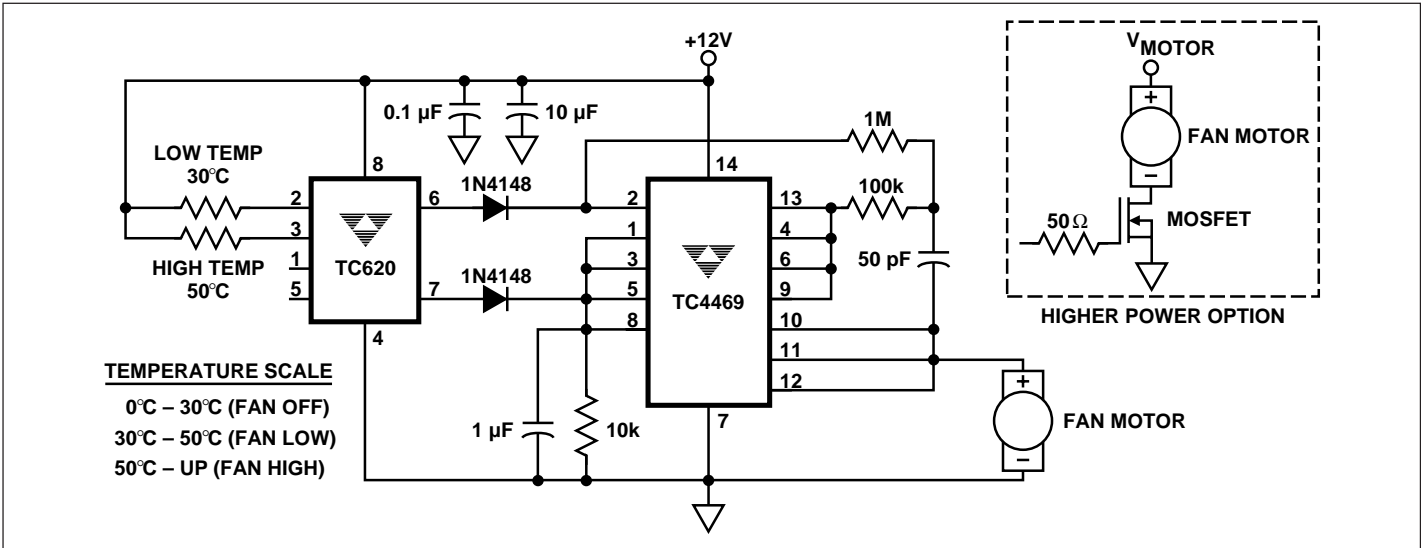 +12V
0.1 µF
10 µF
1M
LOW TEMP
30°C
8
1N4148
14
100k
2
6
2
13
3
1
4
HIGH TEMP
50°C
1
TC620
3
TC4469
6
50 pF
1N4148
5
7
5
9
8
10
4
11
12
TEMPERATURE SCALE
0°C – 30°C (FAN OFF)
30°C – 50°C (FAN LOW)
50°C – UP (FAN HIGH)
1 µF
10k
7
+
FAN MOTOR
–
VMOTOR
+
FAN MOTOR
–
50Ω
MOSFET
HIGHER POWER OPTION